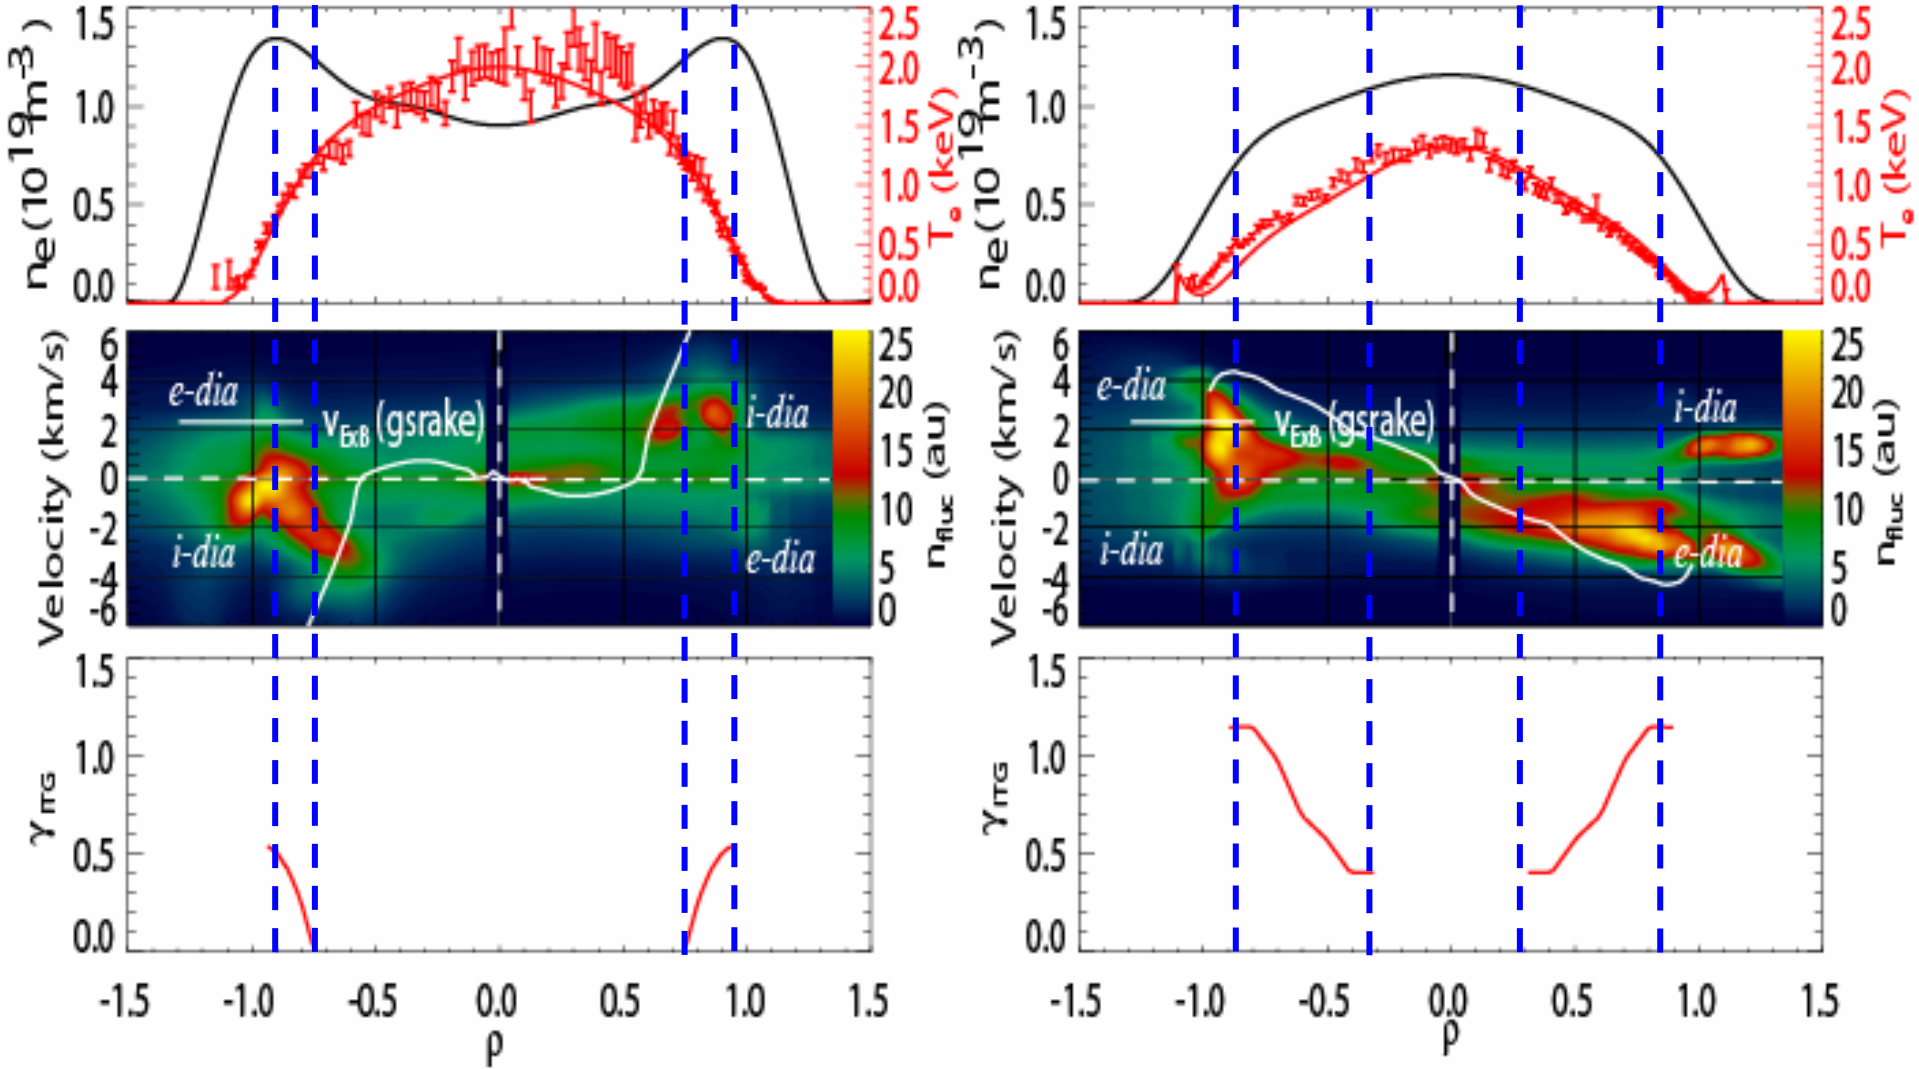 1.5
1.0
0.5
0.0
ne(10^19 m^-3)
2.5
2.0
1.5
1.0
0.5
0.0
Te (keV)
1.5
1.0
0.5
0.0
ne(10^19 m^-3)
2.5
2.0
1.5
1.0
0.5
0.0
Te (keV)
6
4
2
0
-2
-4
-6
Velocity (km/s)
e-dia
vExB (gsrake)
i-dia
i-dia
e-dia
25
20
15
10
5
0
nfluc (au)
6
4
2
0
-2
-4
-6
Velocity (km/s)
e-dia
vExB (gsrake)
i-dia
i-dia
e-dia
25
20
15
10
5
0
nfluc (au)
1.5
1.0
0.5
0.0
γITG
-1.5 -1.0 -0.5 0.0 0.5 1.0 1.5
ρ
1.5
1.0
0.5
0.0
γITG
-1.5 -1.0 -0.5 0.0 0.5 1.0 1.5
ρ